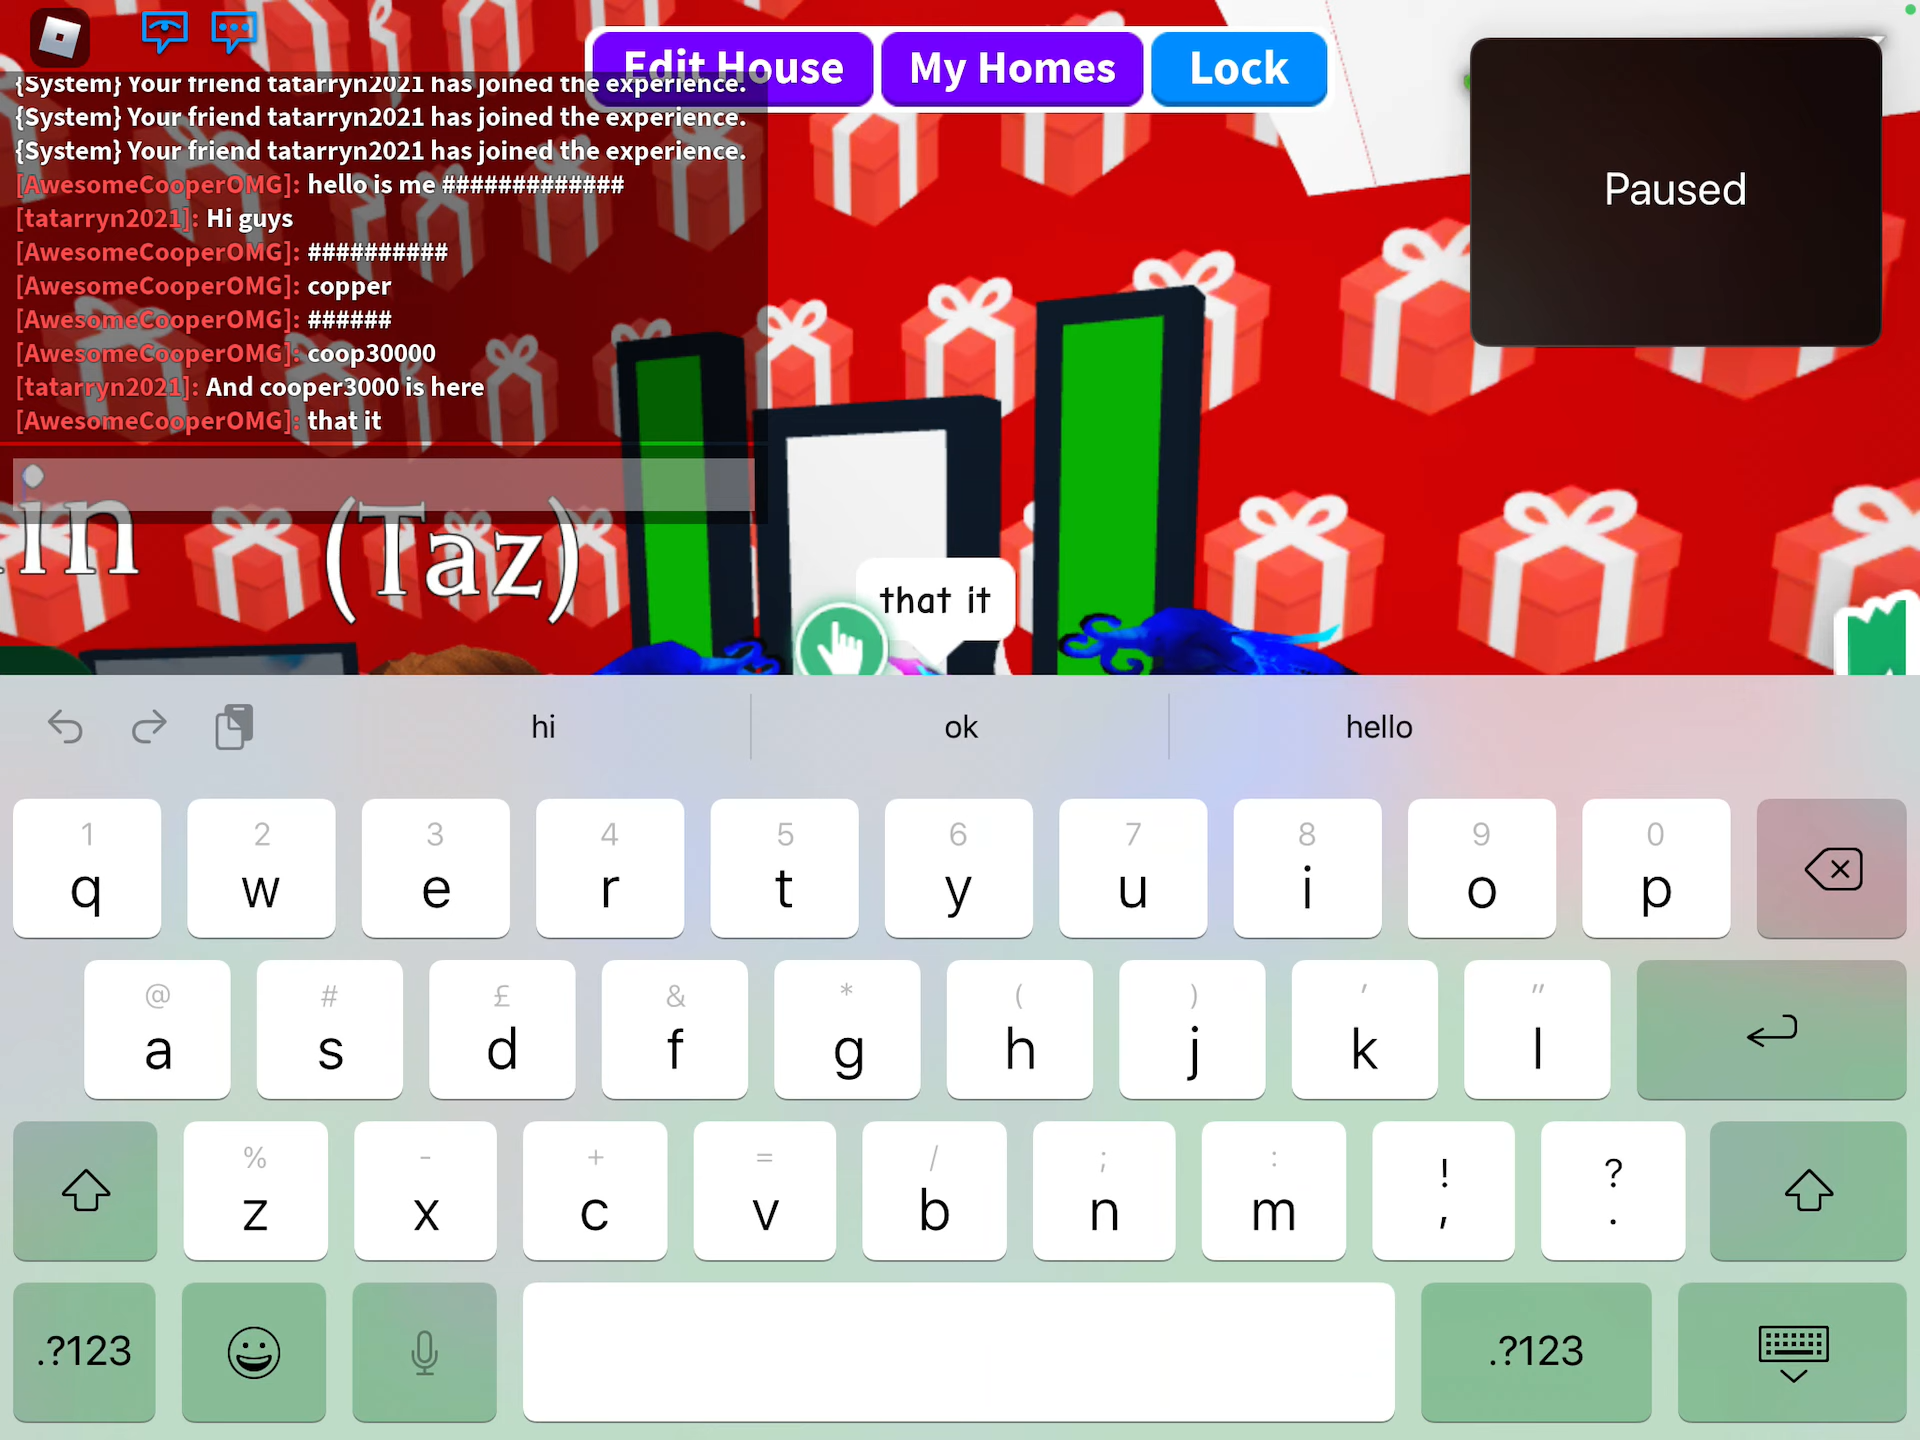 Edit House My Homes Lock
{System} Your friend tatarryn2021 has joined the experience.
{System} Your friend tatarryn2021 has joined the experience.
{System} Your friend tatarryn2021 has joined the experience.
[AwesomeCooperOMG]: hello is me #############
[tatarryn2021]: Hi guys
[AwesomeCooperOMG]: ##########
[AwesomeCooperOMG]: copper
[AwesomeCooperOMG]: ######
[AwesomeCooperOMG]: coop30000
[tatarryn2021]: And cooper3000 is here
[AwesomeCooperOMG]: that it
Paused
in (Taz)
that it
hi ok hello
1 2 3 4 5 6 7 8 9 0
q w e r t y u i o p
@ # £ & * ( ) ' "
a s d f g h j k l
% - + = / ; : ! ?
z x c v b n m , .
.?123 .?123